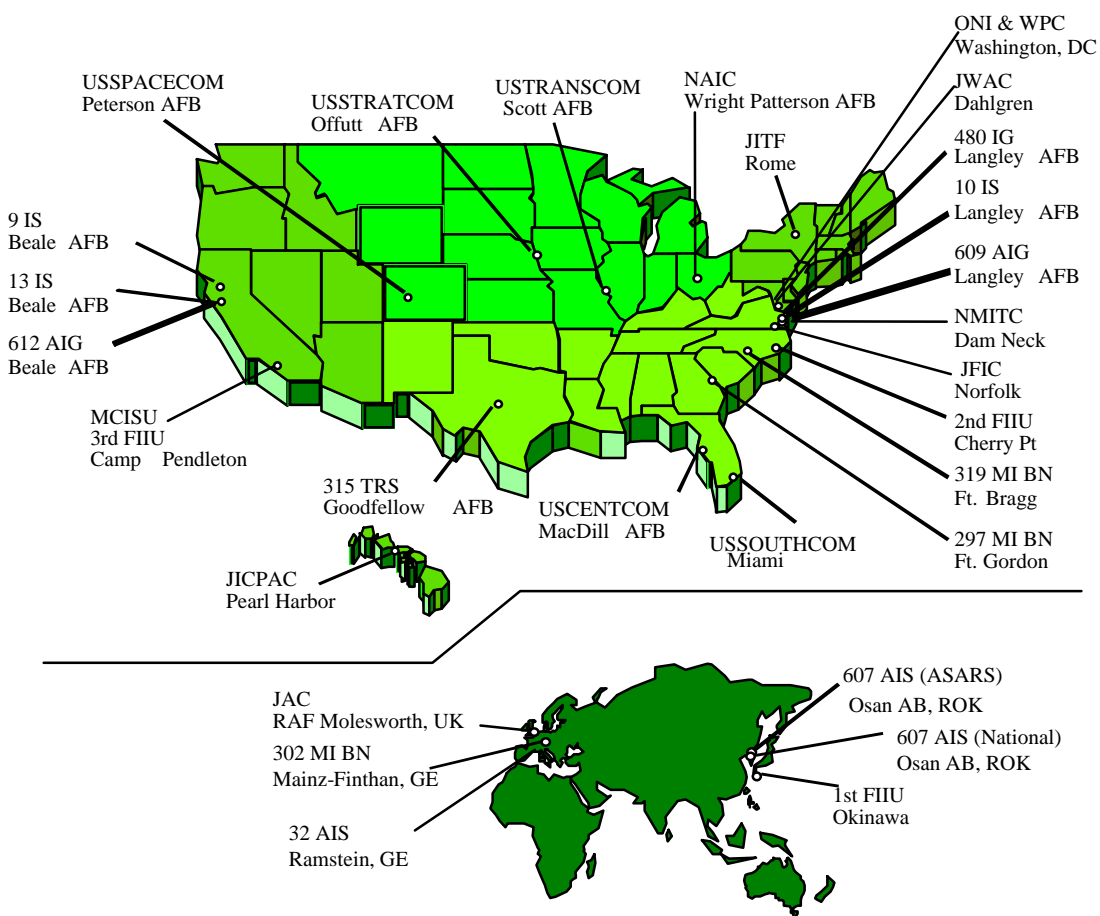 ONI & WPC
Washington, DC
USSPACECOM
Peterson AFB
USSTRATCOM
Offutt AFB
USTRANSCOM
Scott AFB
NAIC
Wright Patterson AFB
JWAC
Dahlgren
JITF
Rome
480 IG
Langley AFB
10 IS
Langley AFB
9 IS
Beale AFB
609 AIG
Langley AFB
13 IS
Beale AFB
NMITC
Dam Neck
612 AIG
Beale AFB
JFIC
Norfolk
MCISU
3rd FIIU
Camp Pendleton
2nd FIIU
Cherry Pt
315 TRS
Goodfellow AFB
USCENTCOM
MacDill AFB
319 MI BN
Ft. Bragg
USSOUTHCOM
Miami
297 MI BN
Ft. Gordon
JICPAC
Pearl Harbor
JAC
RAF Molesworth, UK
607 AIS (ASARS)
Osan AB, ROK
302 MI BN
Mainz-Finthan, GE
607 AIS (National)
Osan AB, ROK
1st FIIU
Okinawa
32 AIS
Ramstein, GE